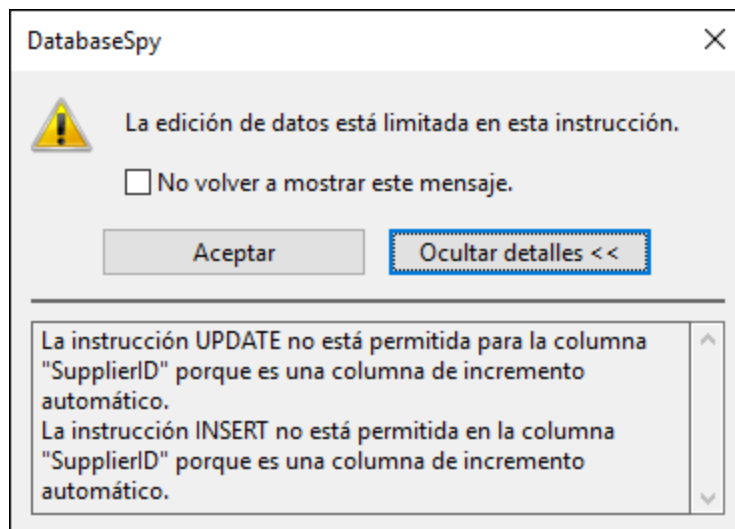 DatabaseSpy
La edición de datos está limitada en esta instrucción.
No volver a mostrar este mensaje.
Aceptar
Ocultar detalles <<
La instrucción UPDATE no está permitida para la columna
"SupplierID" porque es una columna de incremento
automático.
La instrucción INSERT no está permitida en la columna
"SupplierID" porque es una columna de incremento
automático.